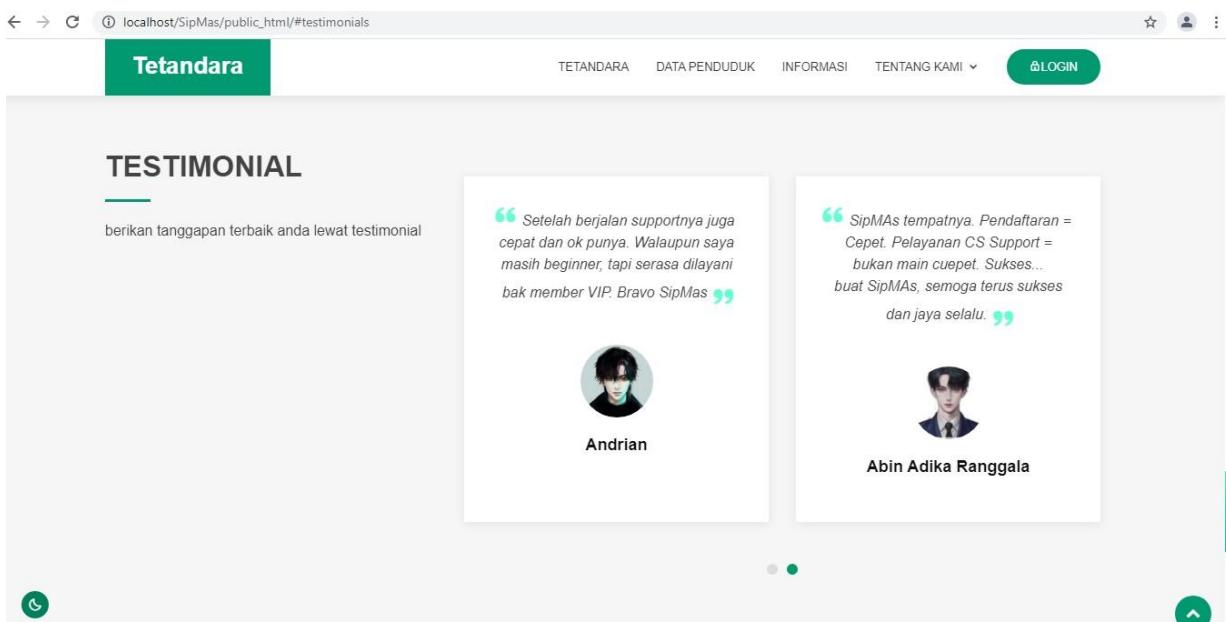 localhost/SipMas/public_html/#testimonials
Tetandara
TETANDARA DATA PENDUDUK INFORMASI TENTANG KAMI LOGIN
TESTIMONIAL
berikan tanggapan terbaik anda lewat testimonial
❝ Setelah berjalan supportnya juga
cepat dan ok punya. Walaupun saya
masih beginner, tapi serasa dilayani
bak member VIP. Bravo SipMas ❞
Andrian
❝ SipMAs tempatnya. Pendaftaran =
Cepet. Pelayanan CS Support =
bukan main cuepet. Sukses...
buat SipMAs, semoga terus sukses
dan jaya selalu. ❞
Abin Adika Ranggala